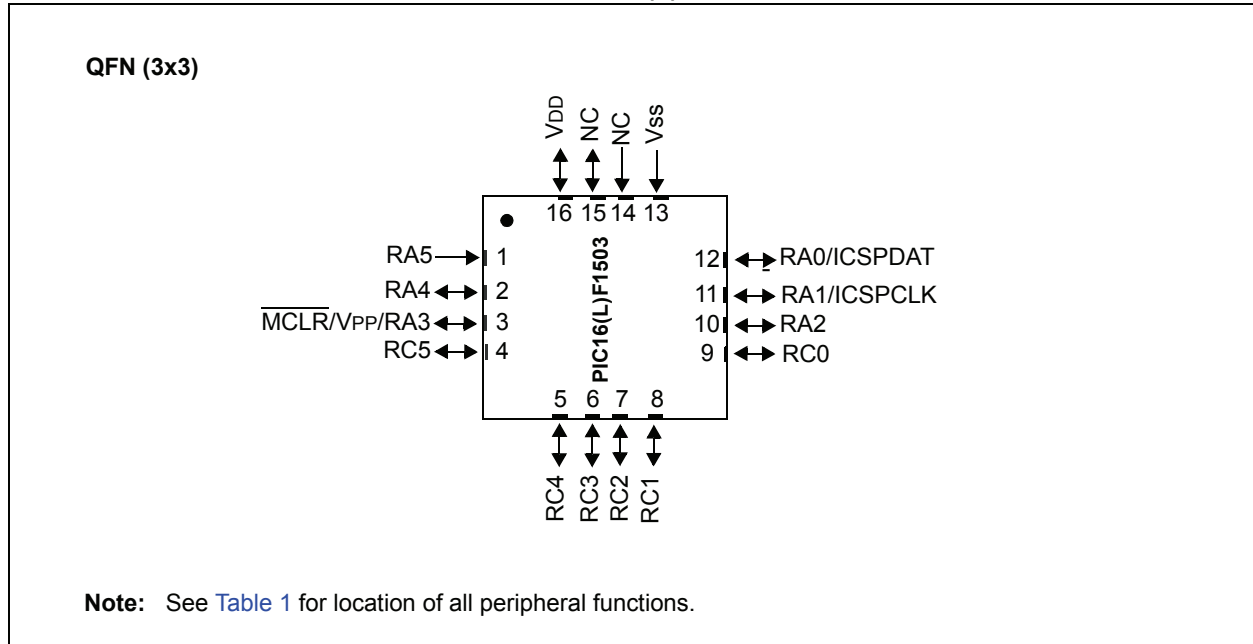 QFN (3x3)
VDD
NC
NC
Vss
16 15 14 13
RA5 1
RA4 2
MCLR/VPP/RA3 3
RC5 4
PIC16(L)F1503
12 RA0/ICSPDAT
11 RA1/ICSPCLK
10 RA2
9 RC0
5 6 7 8
RC4
RC3
RC2
RC1
Note: See Table 1 for location of all peripheral functions.